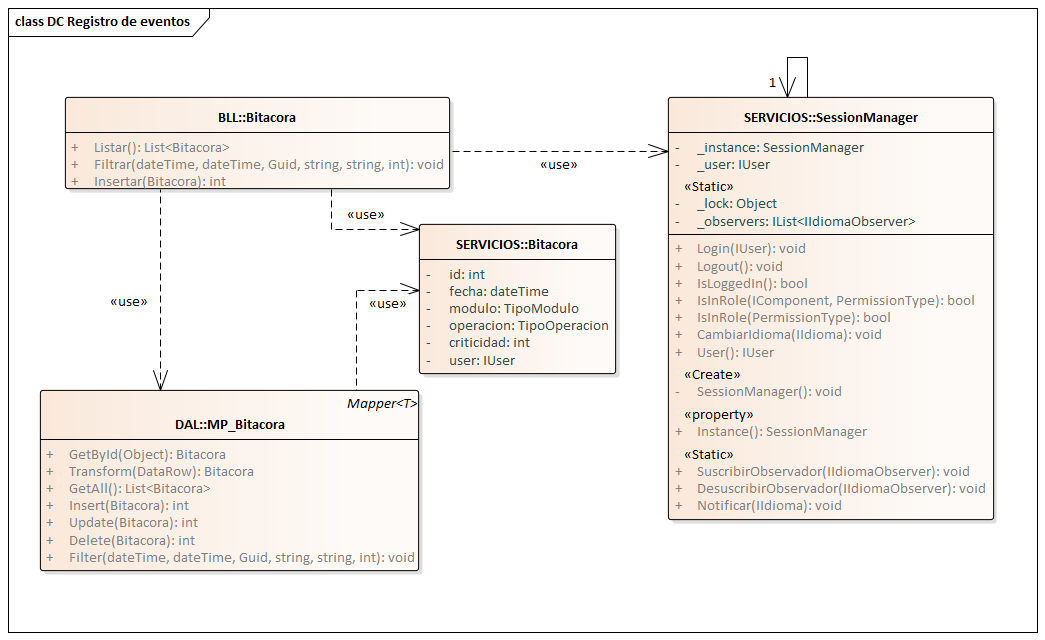 class DC Registro de eventos
BLL::Bitacora
+ Listar(): List<Bitacora>
+ Filtrar(dateTime, dateTime, Guid, string, string, int): void
+ Insertar(Bitacora): int
«use»
«use»
«use»
«use»
1
SERVICIOS::SessionManager
- _instance: SessionManager
- _user: IUser
«Static»
- _lock: Object
- _observers: IList<IIdiomaObserver>
+ Login(IUser): void
+ Logout(): void
+ IsLoggedIn(): bool
+ IsInRole(IComponent, PermissionType): bool
+ IsInRole(PermissionType): bool
+ CambiarIdioma(IIdioma): void
+ User(): IUser
«Create»
- SessionManager(): void
«property»
+ Instance(): SessionManager
«Static»
+ SuscribirObservador(IIdiomaObserver): void
+ DesuscribirObservador(IIdiomaObserver): void
+ Notificar(IIdioma): void
SERVICIOS::Bitacora
- id: int
- fecha: dateTime
- modulo: TipoModulo
- operacion: TipoOperacion
- criticidad: int
- user: IUser
Mapper<T>
DAL::MP_Bitacora
+ GetById(Object): Bitacora
+ Transform(DataRow): Bitacora
+ GetAll(): List<Bitacora>
+ Insert(Bitacora): int
+ Update(Bitacora): int
+ Delete(Bitacora): int
+ Filter(dateTime, dateTime, Guid, string, string, int): void